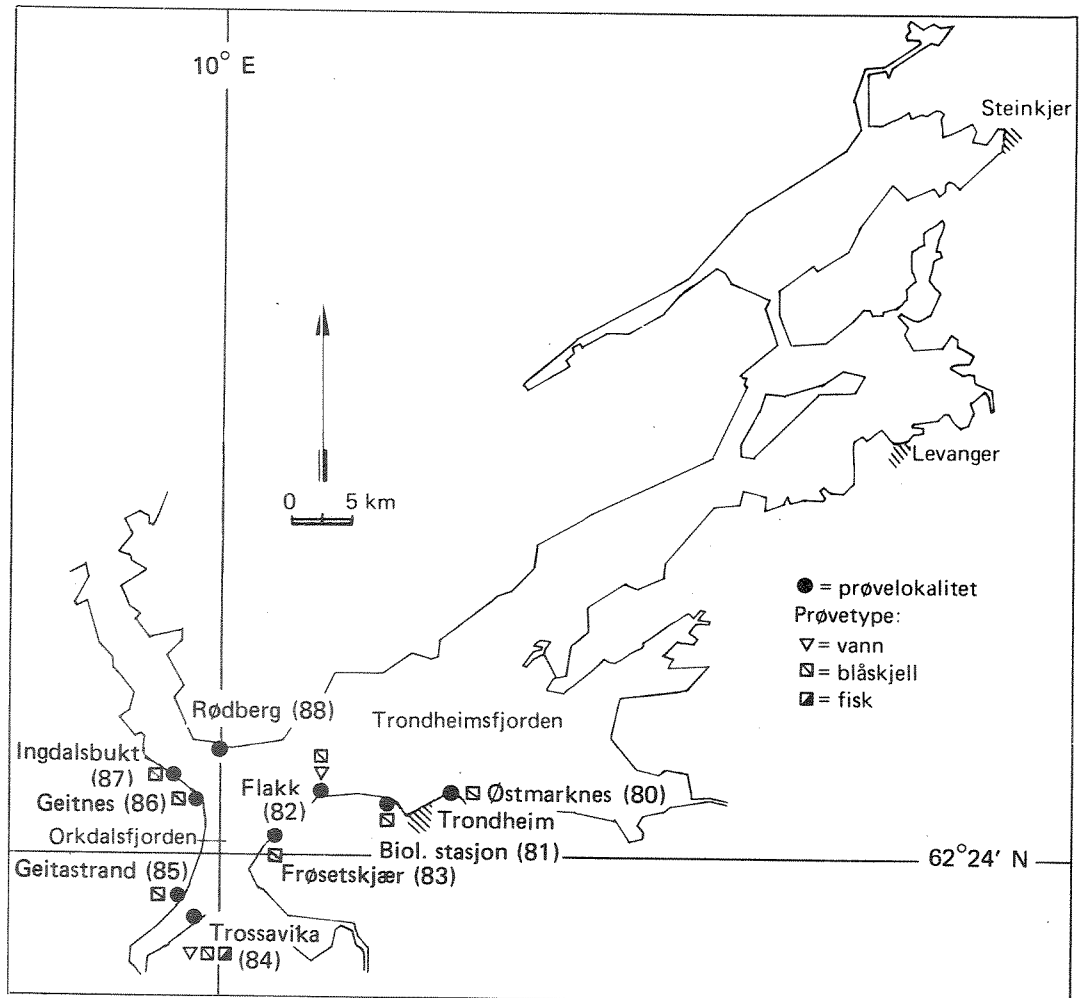 10° E
Steinkjer
0 5 km
Levanger
● = prøvelokalitet
Prøvetype:
▽ = vann
= blåskjell
= fisk
Rødberg (88)
Trondheimsfjorden
Ingdalsbukt
(87)
Flakk
(82)
Geitnes (86)
Østmarknes (80)
Trondheim
Orkdalsfjorden
Biol. stasjon (81)
62°24' N
Geitastrand (85)
Frøsetskjær (83)
Trossavika
(84)